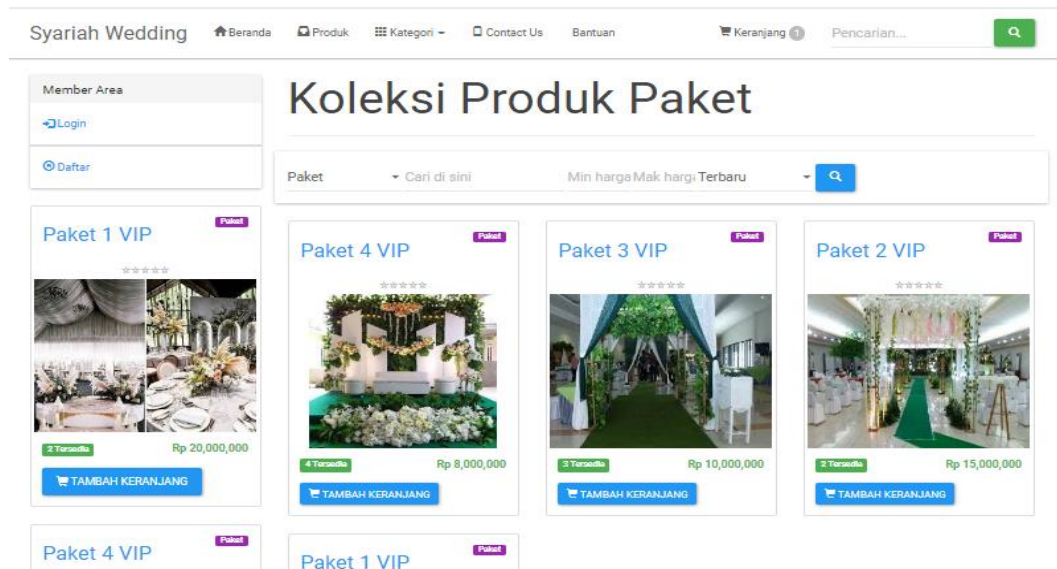 Syariah Wedding Beranda Produk Kategori Contact Us Bantuan Keranjang 1 Pencarian...
Member Area
Login
Daftar
Koleksi Produk Paket
Paket Cari di sini Min harga Mak harga Terbaru
Paket
Paket 1 VIP
2 Tersedia Rp 20,000,000
TAMBAH KERANJANG
Paket
Paket 4 VIP
4 Tersedia Rp 8,000,000
TAMBAH KERANJANG
Paket
Paket 3 VIP
3 Tersedia Rp 10,000,000
TAMBAH KERANJANG
Paket
Paket 2 VIP
2 Tersedia Rp 15,000,000
TAMBAH KERANJANG
Paket
Paket 4 VIP
Paket
Paket 1 VIP